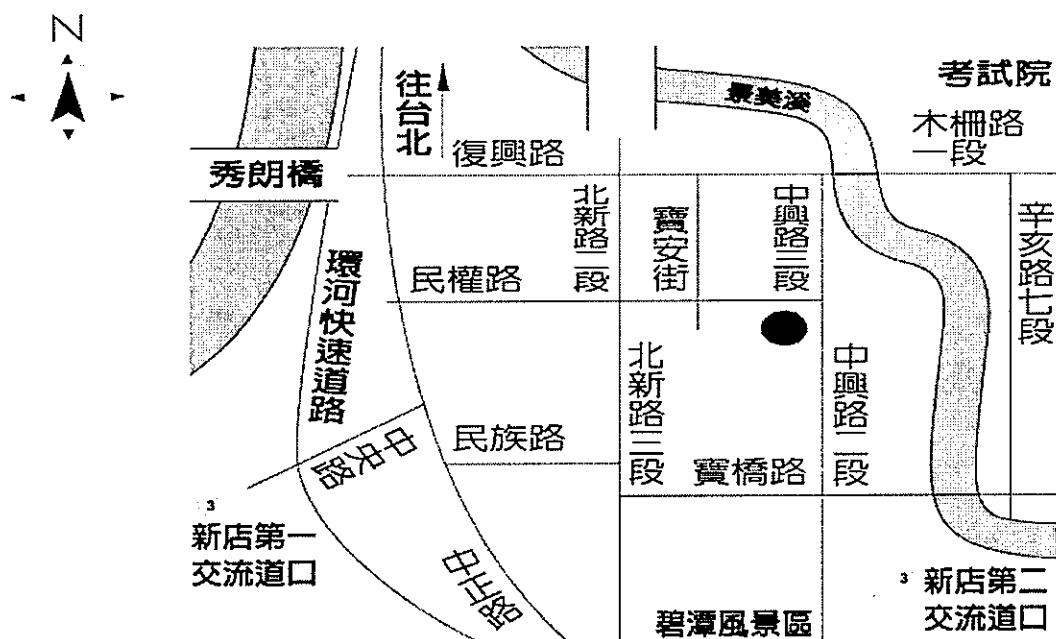 N
往台北
景美溪
考試院
木柵路
一段
秀朗橋
復興路
北新路二段
寶安街
中興路三段
辛亥路七段
環河快速道路
民權路
北新路三段
中興路二段
中央路
民族路
寶橋路
3
新店第一
交流道口
中正路
碧潭風景區
3
新店第二
交流道口